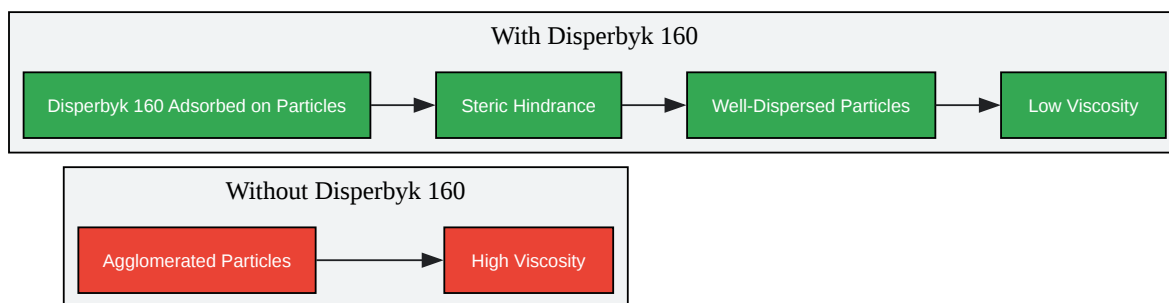 With Disperbyk 160
Disperbyk 160 Adsorbed on Particles
Steric Hindrance
Well-Dispersed Particles
Low Viscosity
Without Disperbyk 160
Agglomerated Particles
High Viscosity